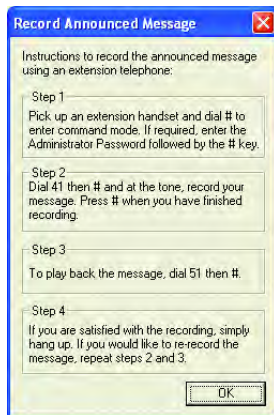 Record Announced Message
Instructions to record the announced message
using an extension telephone:
Step 1
Pick up an extension handset and dial # to
enter command mode. If required, enter the
Administrator Password followed by the # key.
Step 2
Dial 41 then # and at the tone, record your
message. Press # when you have finished
recording.
Step 3
To play back the message, dial 51 then #.
Step 4
If you are satisfied with the recording, simply
hang up. If you would like to re-record the
message, repeat steps 2 and 3.
OK